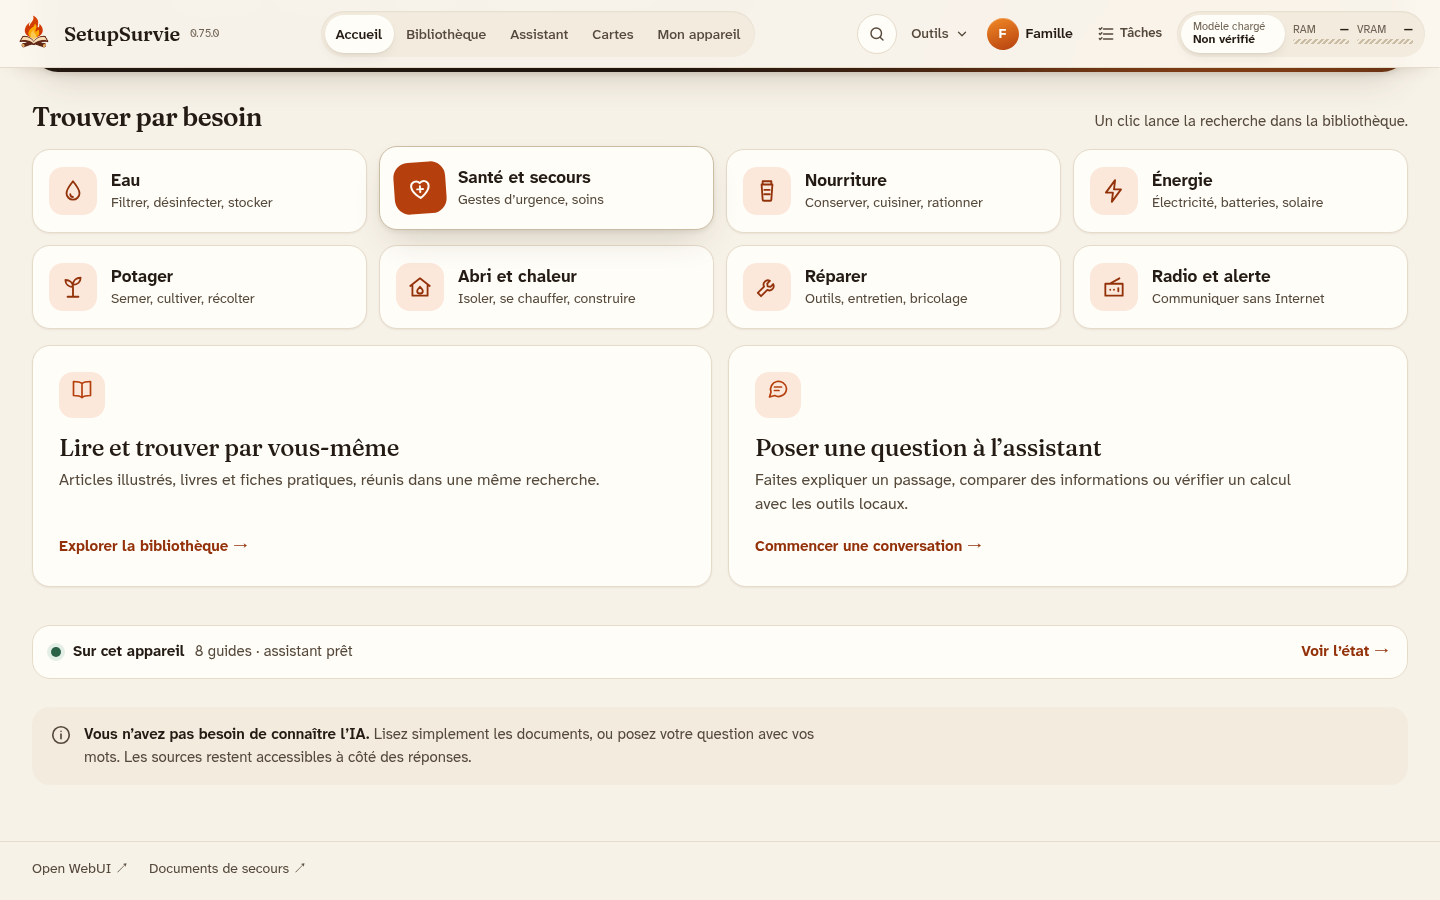 SetupSurvie 0.75.0
Accueil
Bibliothèque
Assistant
Cartes
Mon appareil
Outils
F
Famille
Tâches
Modèle chargé
Non vérifié
RAM –
VRAM –
Trouver par besoin
Un clic lance la recherche dans la bibliothèque.
Eau
Filtrer, désinfecter, stocker
Santé et secours
Gestes d’urgence, soins
Nourriture
Conserver, cuisiner, rationner
Énergie
Électricité, batteries, solaire
Potager
Semer, cultiver, récolter
Abri et chaleur
Isoler, se chauffer, construire
Réparer
Outils, entretien, bricolage
Radio et alerte
Communiquer sans Internet
Lire et trouver par vous-même
Articles illustrés, livres et fiches pratiques, réunis dans une même recherche.
Explorer la bibliothèque →
Poser une question à l’assistant
Faites expliquer un passage, comparer des informations ou vérifier un calcul
avec les outils locaux.
Commencer une conversation →
Sur cet appareil 8 guides · assistant prêt
Voir l’état →
Vous n’avez pas besoin de connaître l’IA. Lisez simplement les documents, ou posez votre question avec vos
mots. Les sources restent accessibles à côté des réponses.
Open WebUI ↗
Documents de secours ↗